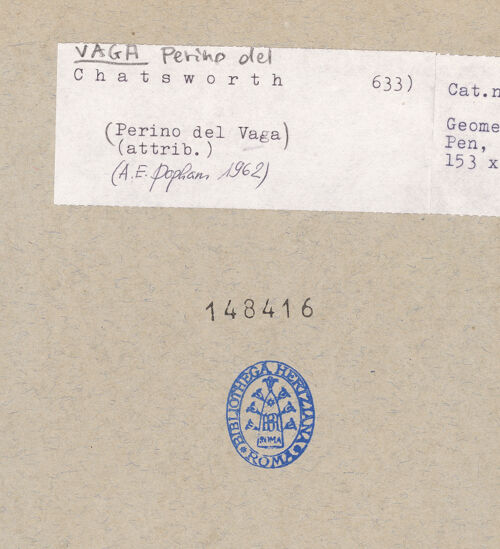 VAGA Perino del
Chatsworth 633)
(Perino del Vaga)
(attrib.)
(A.E. Popham 1962)
Cat.n
Geome
Pen,
153 x
148416
BIBLIOTHECA HERTZIANA
ROMA
* ROMA *